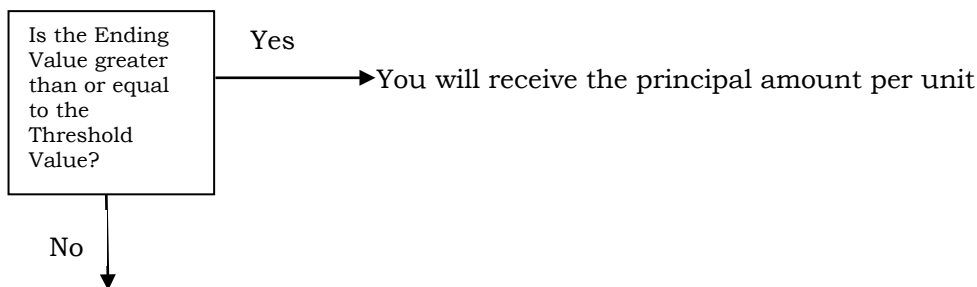 Is the Ending
Value greater
than or equal
to the
Threshold
Value?
Yes
You will receive the principal amount per unit
No